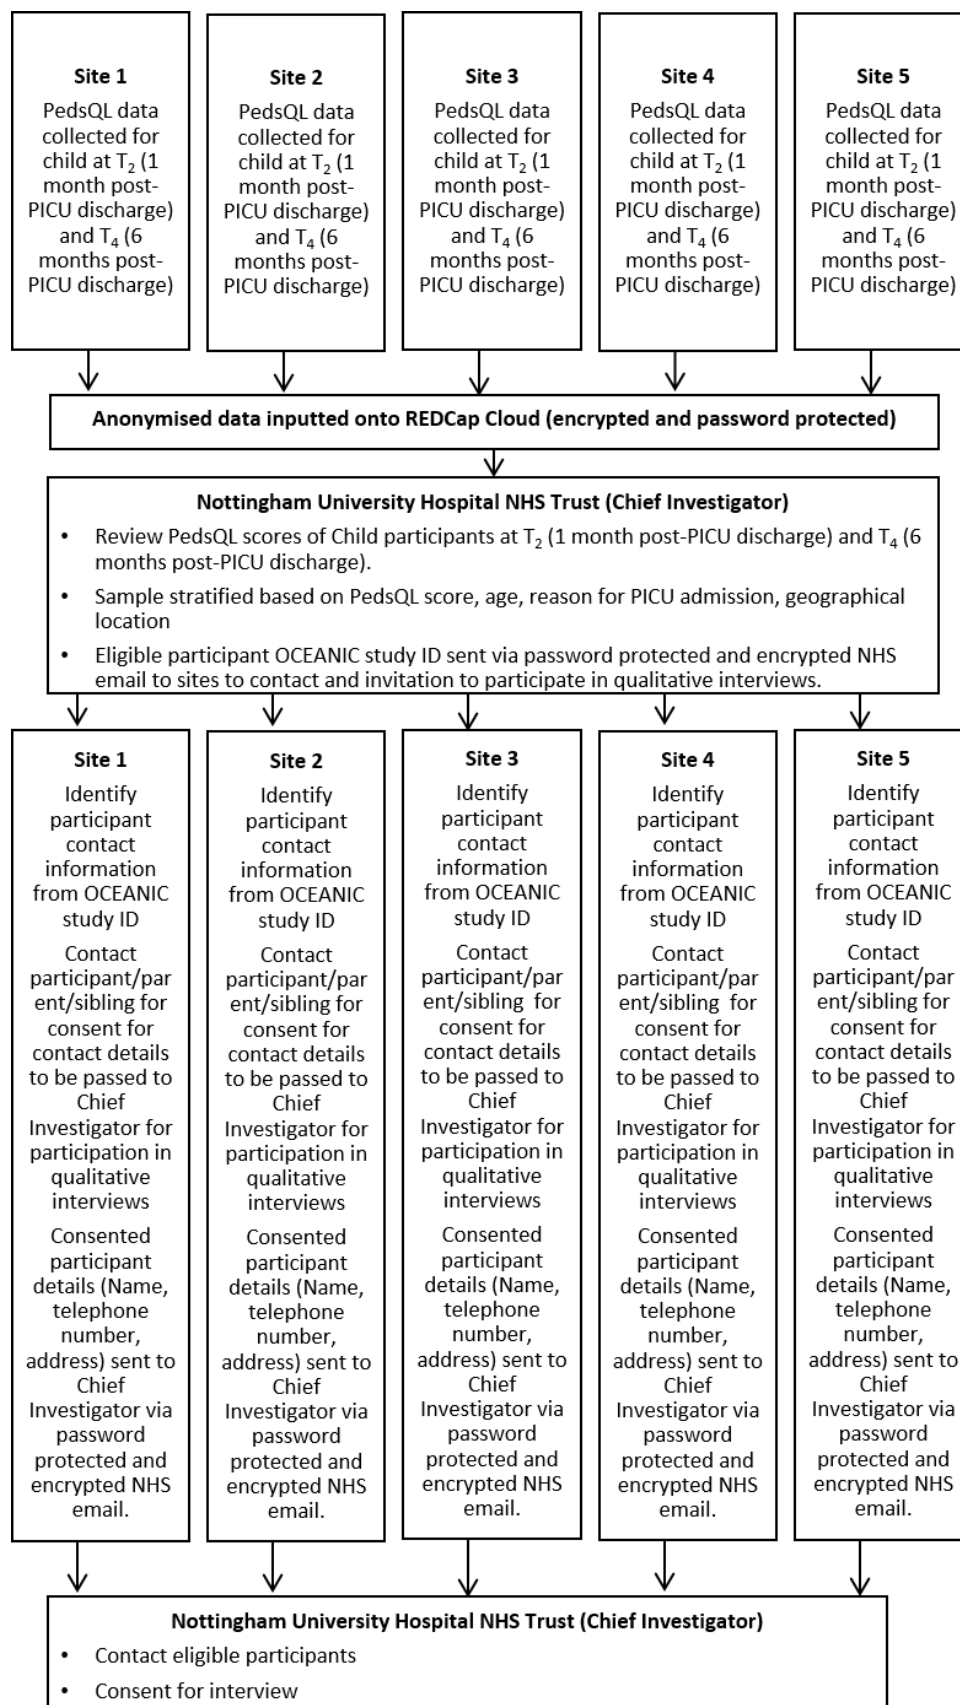 Site 1
PedsQL data
collected for
child at T₂ (1
month post-
PICU discharge)
and T₄ (6
months post-
PICU discharge)
Site 2
PedsQL data
collected for
child at T₂ (1
month post-
PICU discharge)
and T₄ (6
months post-
PICU discharge)
Site 3
PedsQL data
collected for
child at T₂ (1
month post-
PICU discharge)
and T₄ (6
months post-
PICU discharge)
Site 4
PedsQL data
collected for
child at T₂ (1
month post-
PICU discharge)
and T₄ (6
months post-
PICU discharge)
Site 5
PedsQL data
collected for
child at T₂ (1
month post-
PICU discharge)
and T₄ (6
months post-
PICU discharge)
Anonymised data inputted onto REDCap Cloud (encrypted and password protected)
Nottingham University Hospital NHS Trust (Chief Investigator)
• Review PedsQL scores of Child participants at T₂ (1 month post-PICU discharge) and T₄ (6
months post-PICU discharge).
• Sample stratified based on PedsQL score, age, reason for PICU admission, geographical
location
• Eligible participant OCEANIC study ID sent via password protected and encrypted NHS
email to sites to contact and invitation to participate in qualitative interviews.
Site 1
Identify
participant
contact
information
from OCEANIC
study ID
Contact
participant/par
ent/sibling for
consent for
contact details
to be passed to
Chief
Investigator for
participation in
qualitative
interviews
Consented
participant
details (Name,
telephone
number,
address) sent to
Chief
Investigator via
password
protected and
encrypted NHS
email.
Site 2
Identify
participant
contact
information
from OCEANIC
study ID
Contact
participant/par
ent/sibling for
consent for
contact details
to be passed to
Chief
Investigator for
participation in
qualitative
interviews
Consented
participant
details (Name,
telephone
number,
address) sent to
Chief
Investigator via
password
protected and
encrypted NHS
email.
Site 3
Identify
participant
contact
information
from OCEANIC
study ID
Contact
participant/par
ent/sibling for
consent for
contact details
to be passed to
Chief
Investigator for
participation in
qualitative
interviews
Consented
participant
details (Name,
telephone
number,
address) sent to
Chief
Investigator via
password
protected and
encrypted NHS
email.
Site 4
Identify
participant
contact
information
from OCEANIC
study ID
Contact
participant/par
ent/sibling for
consent for
contact details
to be passed to
Chief
Investigator for
participation in
qualitative
interviews
Consented
participant
details (Name,
telephone
number,
address) sent to
Chief
Investigator via
password
protected and
encrypted NHS
email.
Site 5
Identify
participant
contact
information
from OCEANIC
study ID
Contact
participant/par
ent/sibling for
consent for
contact details
to be passed to
Chief
Investigator for
participation in
qualitative
interviews
Consented
participant
details (Name,
telephone
number,
address) sent to
Chief
Investigator via
password
protected and
encrypted NHS
email.
Nottingham University Hospital NHS Trust (Chief Investigator)
• Contact eligible participants
• Consent for interview